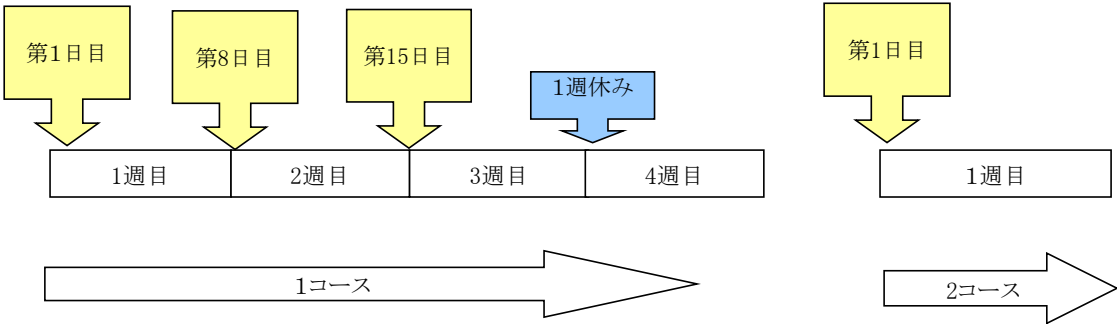 第1日目
第8日目
第15日目
1週休み
第1日目
1週目
2週目
3週目
4週目
1週目
1コース
2コース